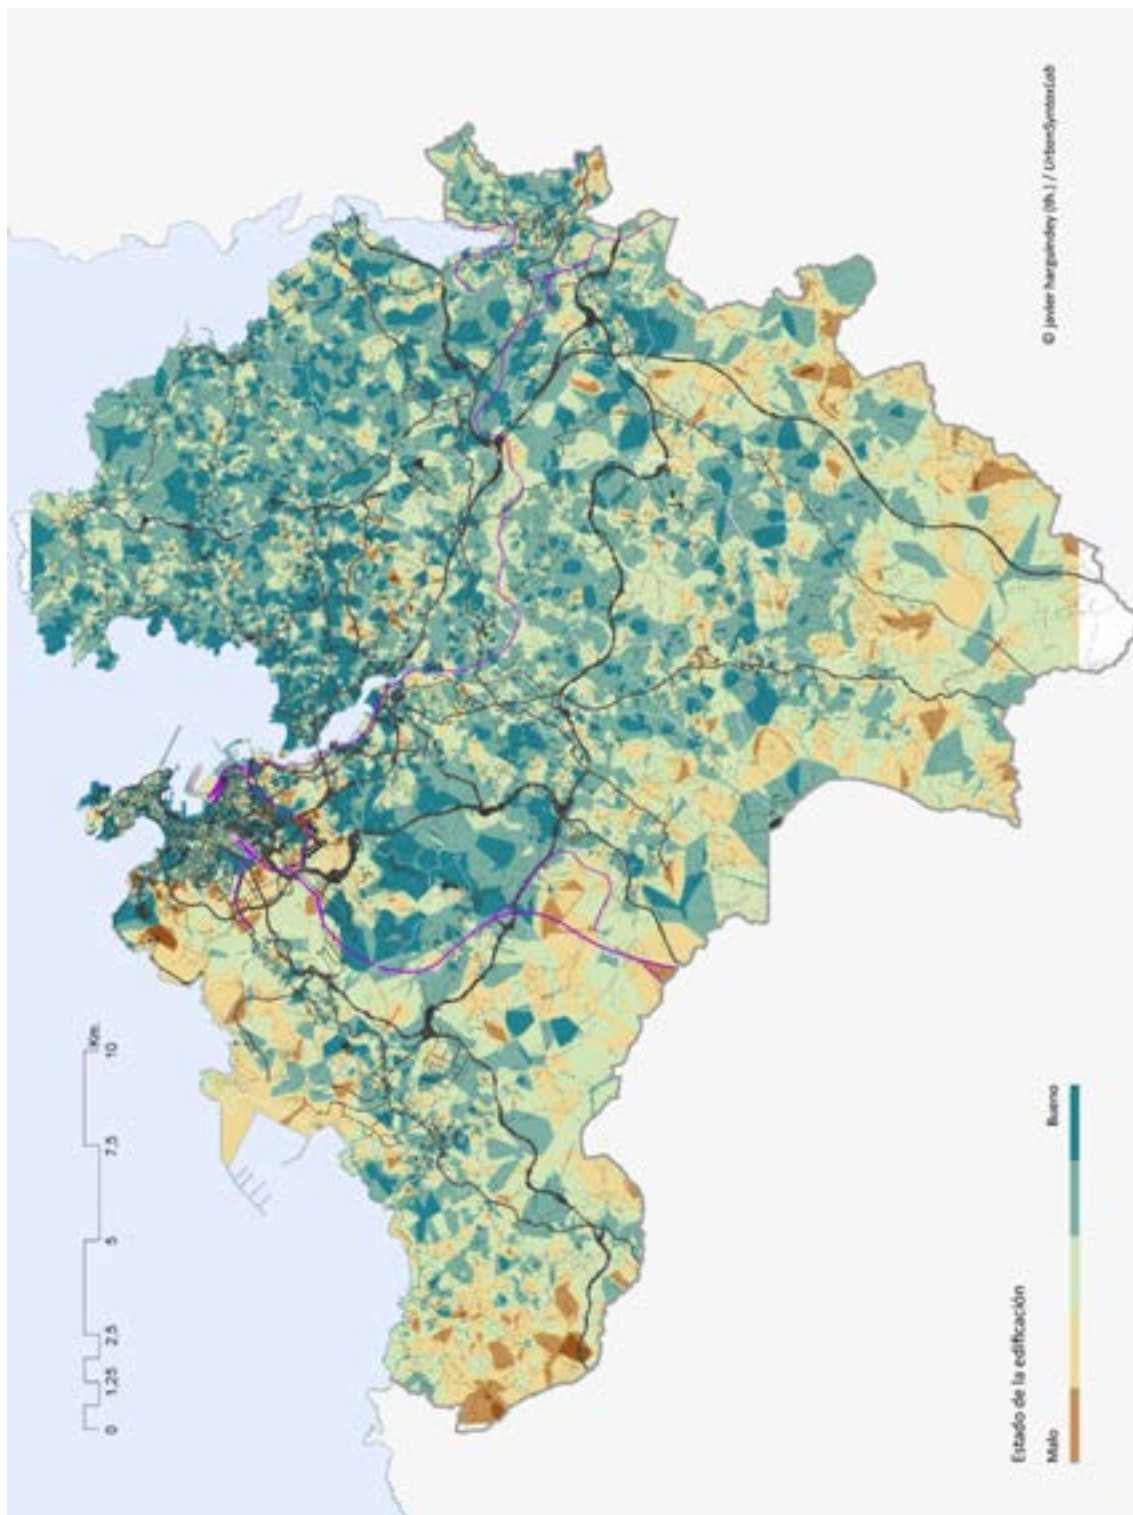 0 1,25 2,5 5 7,5 10
Km.
Estado de la edificación
Malo Bueno
© javier harguindey (th.) / UrbanSyntaxLab